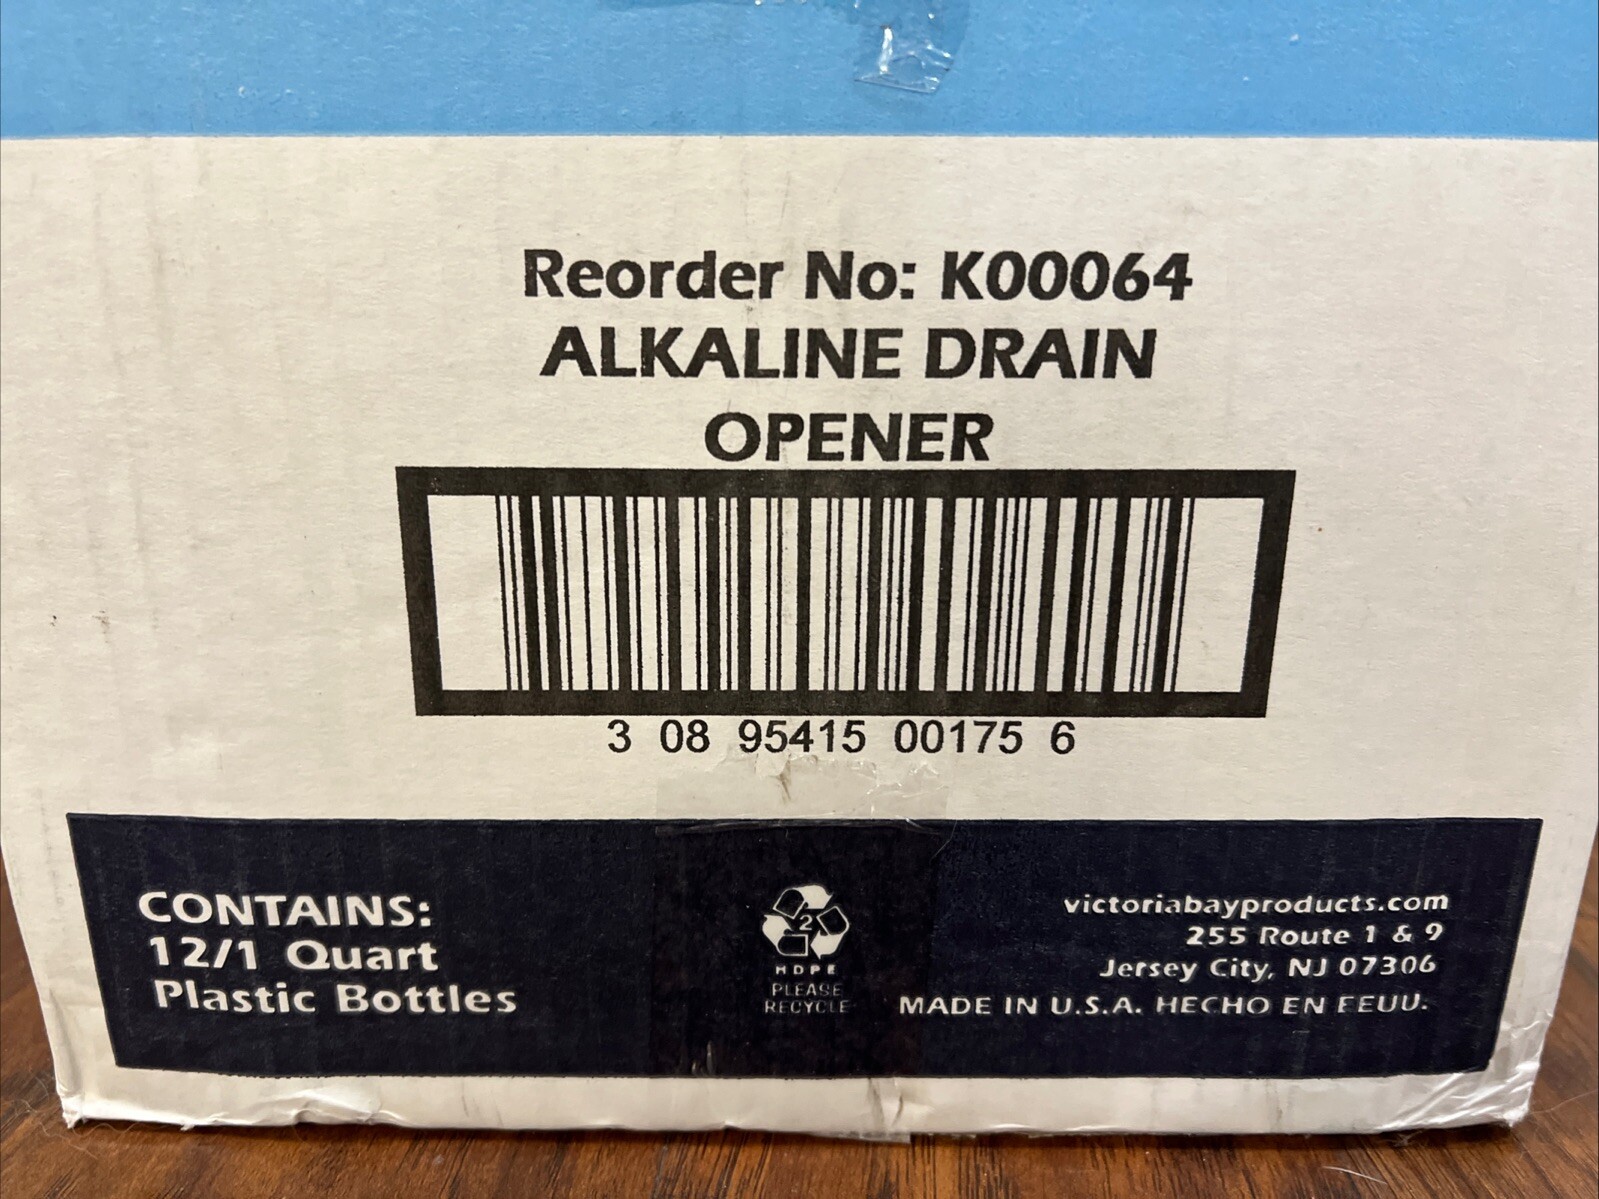 Reorder No: K00064
ALKALINE DRAIN
OPENER
3 08 95415 00175 6
CONTAINS:
12/1 Quart
Plastic Bottles
2
HDPE
PLEASE
RECYCLE
victoriabayproducts.com
255 Route 1 & 9
Jersey City, NJ 07306
MADE IN U.S.A. HECHO EN EEUU.